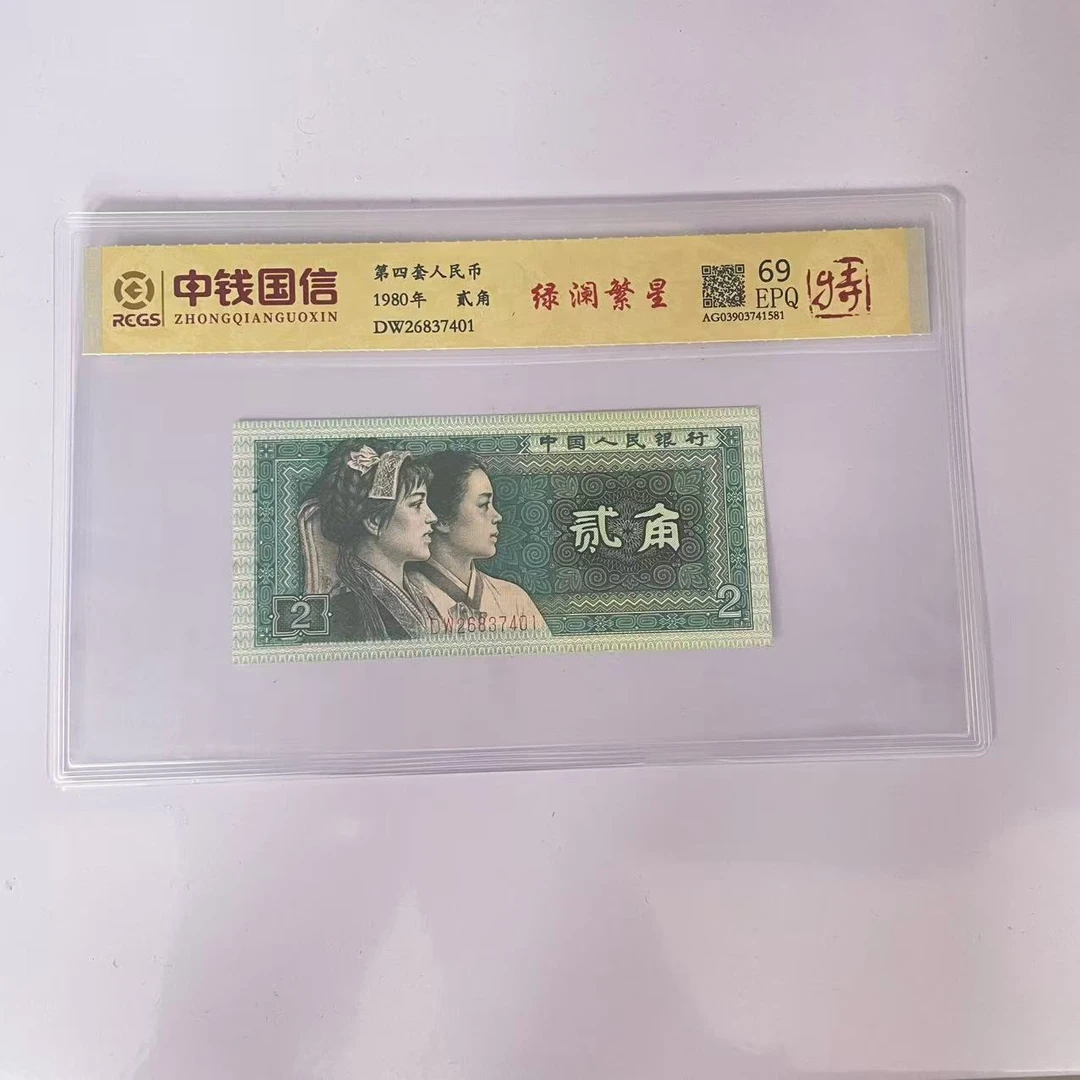 RCGS
中钱国信
ZHONGQIANGUOXIN
第四套人民币
1980年 贰角
DW26837401
绿澜繁星
69
EPQ
AG03903741581
特
中国人民银行
贰角
2
2
DW26837401